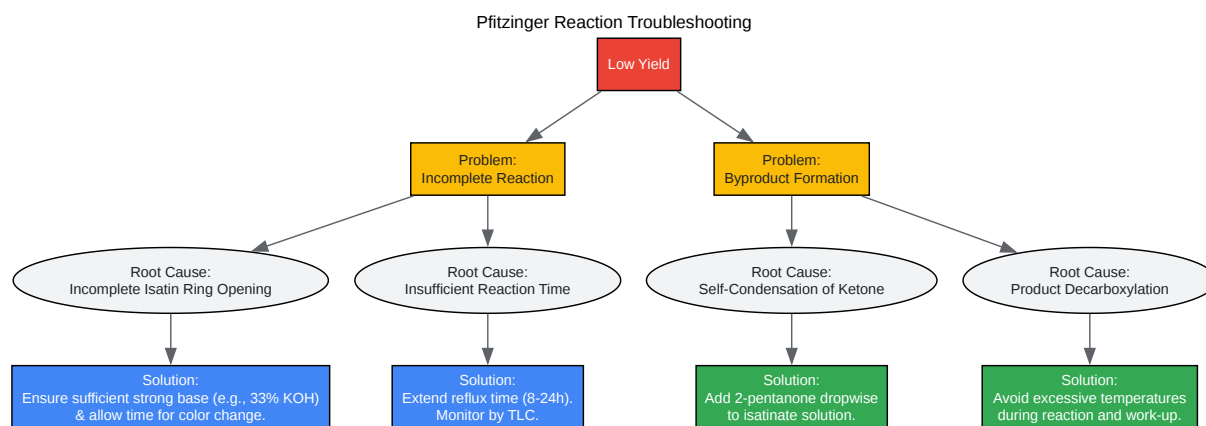 Pfitzinger Reaction Troubleshooting
Low Yield
Problem:
Incomplete Reaction
Problem:
Byproduct Formation
Root Cause:
Incomplete Isatin Ring Opening
Root Cause:
Insufficient Reaction Time
Root Cause:
Self-Condensation of Ketone
Root Cause:
Product Decarboxylation
Solution:
Ensure sufficient strong base (e.g., 33% KOH)
& allow time for color change.
Solution:
Extend reflux time (8-24h).
Monitor by TLC.
Solution:
Add 2-pentanone dropwise
to isatinate solution.
Solution:
Avoid excessive temperatures
during reaction and work-up.